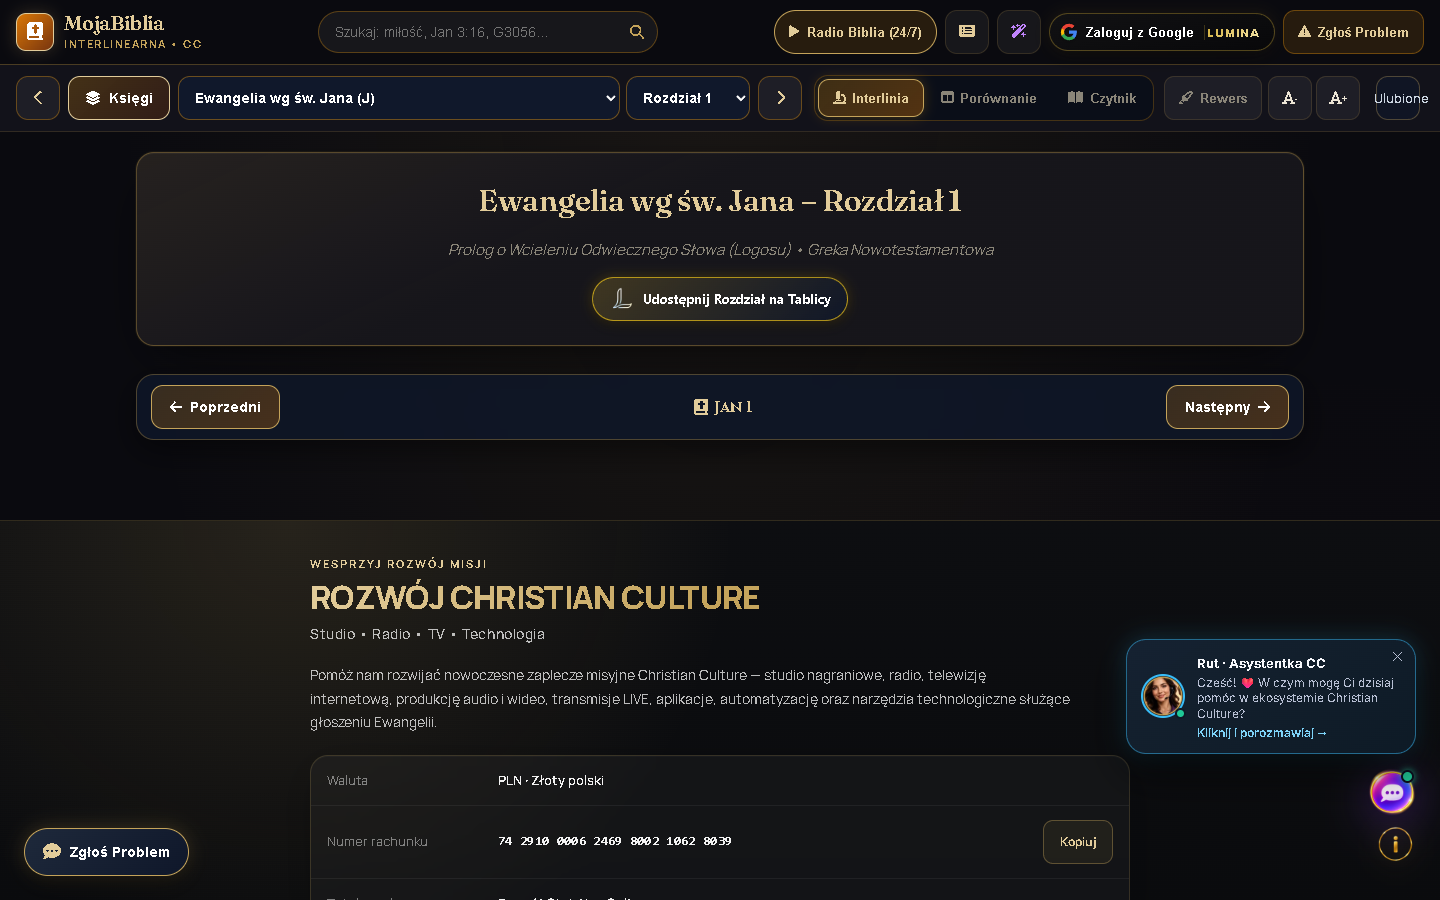 MojaBiblia
INTERLINEARNA • CC
Szukaj: miłość, Jan 3:16, G3056...
Radio Biblia (24/7)
Zaloguj z Google
LUMINA
Zgłoś Problem
Księgi
Ewangelia wg św. Jana (J)
Rozdział 1
Interlinia
Porównanie
Czytnik
Rewers
A-
A+
Ulubione
Ewangelia wg św. Jana – Rozdział 1
Prolog o Wcieleniu Odwiecznego Słowa (Logosu) • Greka Nowotestamentowa
Udostępnij Rozdział na Tablicy
← Poprzedni
JAN 1
Następny →
WESPRZYJ ROZWÓJ MISJI
ROZWÓJ CHRISTIAN CULTURE
Studio • Radio • TV • Technologia
Pomóż nam rozwijać nowoczesne zaplecze misyjne Christian Culture — studio nagraniowe, radio, telewizję
internetową, produkcję audio i wideo, transmisje LIVE, aplikacje, automatyzację oraz narzędzia technologiczne służące
głoszeniu Ewangelii.
Waluta
PLN · Złoty polski
Numer rachunku
74 2910 0006 2469 8002 1062 8039
Kopiuj
Rut · Asystentka CC
Cześć! ❤️ W czym mogę Ci dzisiaj
pomóc w ekosystemie Christian
Culture?
Kliknij i porozmawiaj →
Zgłoś Problem